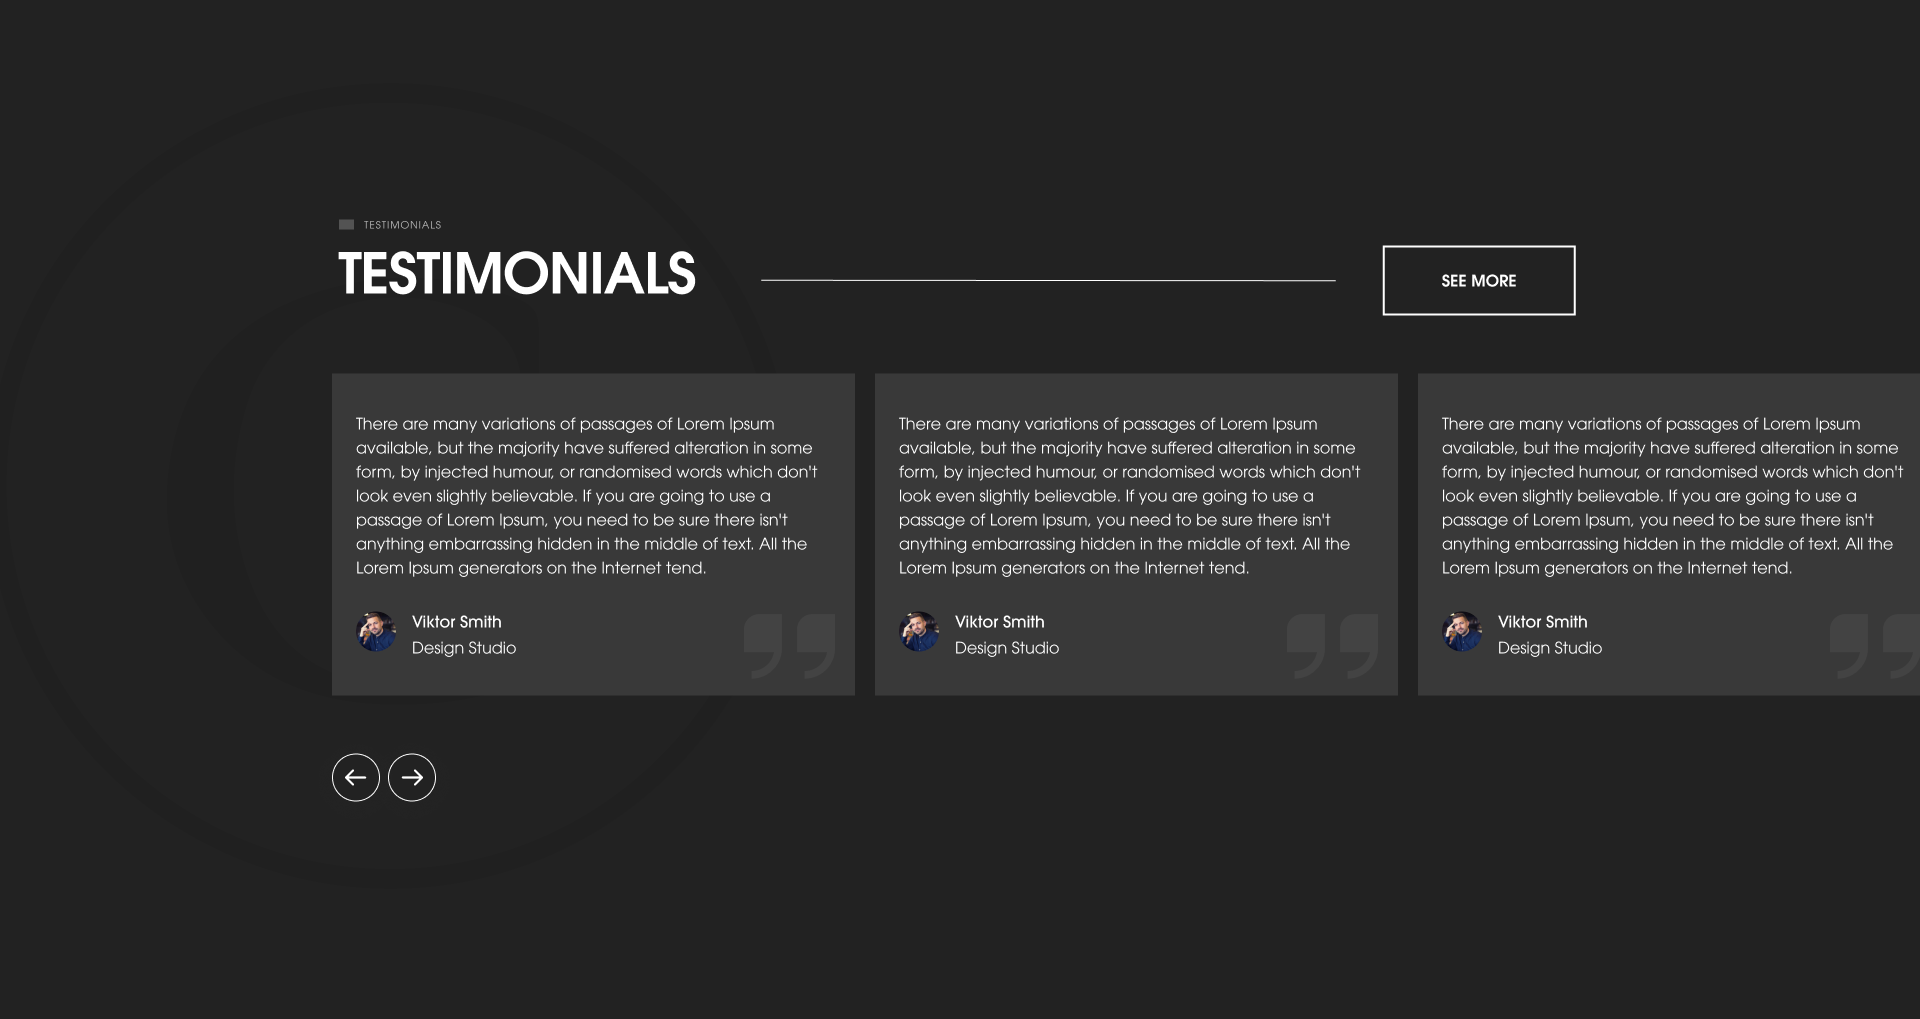 TESTIMONIALS
TESTIMONIALS
SEE MORE
There are many variations of passages of Lorem Ipsum
available, but the majority have suffered alteration in some
form, by injected humour, or randomised words which don't
look even slightly believable. If you are going to use a
passage of Lorem Ipsum, you need to be sure there isn't
anything embarrassing hidden in the middle of text. All the
Lorem Ipsum generators on the Internet tend.
Viktor Smith
Design Studio
There are many variations of passages of Lorem Ipsum
available, but the majority have suffered alteration in some
form, by injected humour, or randomised words which don't
look even slightly believable. If you are going to use a
passage of Lorem Ipsum, you need to be sure there isn't
anything embarrassing hidden in the middle of text. All the
Lorem Ipsum generators on the Internet tend.
Viktor Smith
Design Studio
There are many variations of passages of Lorem Ipsum
available, but the majority have suffered alteration in some
form, by injected humour, or randomised words which don't
look even slightly believable. If you are going to use a
passage of Lorem Ipsum, you need to be sure there isn't
anything embarrassing hidden in the middle of text. All the
Lorem Ipsum generators on the Internet tend.
Viktor Smith
Design Studio